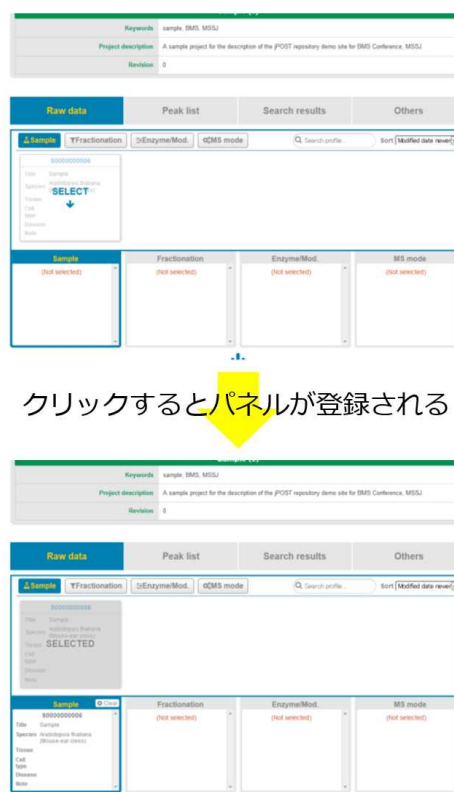 Keywords sample, BMS, MSSJ
Project description A sample project for the description of the jPOST repository demo site for BMS Conference, MSSJ.
Revision 0
Raw data Peak list Search results Others
Sample Fractionation Enzyme/Mod. MS mode Search profile... Sort Modified date newer
S0000000006
Title Sample
Species Arabidopsis thaliana
SELECT
Tissue
Cell type
Disease
Note
Sample Fractionation Enzyme/Mod. MS mode
(Not selected) (Not selected) (Not selected) (Not selected)
クリックするとパネルが登録される
Keywords sample, BMS, MSSJ
Project description A sample project for the description of the jPOST repository demo site for BMS Conference, MSSJ
Revision 0
Raw data Peak list Search results Others
Sample Fractionation Enzyme/Mod. MS mode Search profile... Sort Modified date newer
S0000000006
Title Sample
Species Arabidopsis thaliana
(Mouse-ear cress)
Tissue SELECTED
Cell type
Disease
Note
Sample Clear Fractionation Enzyme/Mod. MS mode
S0000000006 (Not selected) (Not selected) (Not selected)
Title Sample
Species Arabidopsis thaliana
(Mouse-ear cress)
Tissue
Cell type
Disease
Note